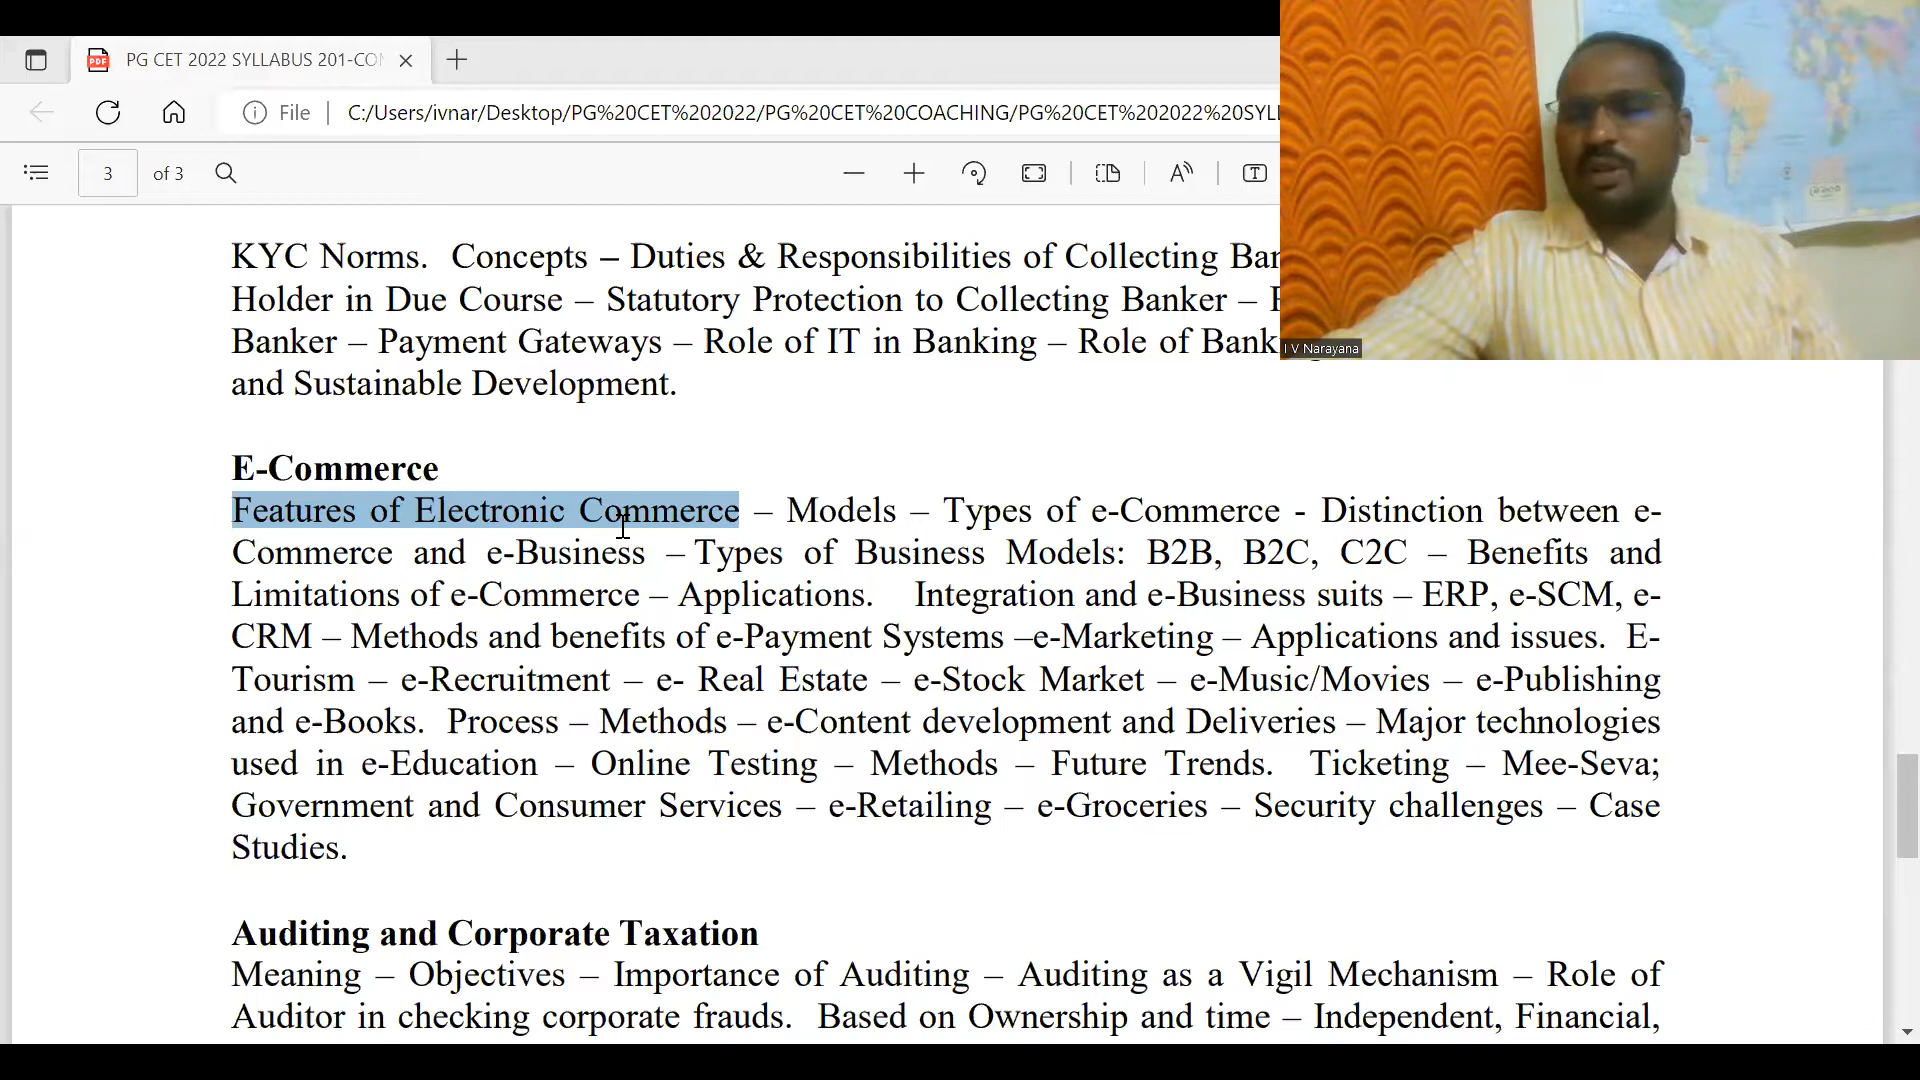 PG CET 2022 SYLLABUS 201-CO
File
C:/Users/ivnar/Desktop/PG%20CET%202022/PG%20CET%20COACHING/PG%20CET%202022%20SYL
3 of 3
I V Narayana
KYC Norms. Concepts – Duties & Responsibilities of Collecting
Holder in Due Course – Statutory Protection to Collecting Banker –
Banker – Payment Gateways – Role of IT in Banking – Role of
and Sustainable Development.
E-Commerce
Features of Electronic Commerce – Models – Types of e-Commerce - Distinction between e-
Commerce and e-Business – Types of Business Models: B2B, B2C, C2C – Benefits and
Limitations of e-Commerce – Applications. Integration and e-Business suits – ERP, e-SCM, e-
CRM – Methods and benefits of e-Payment Systems –e-Marketing – Applications and issues. E-
Tourism – e-Recruitment – e- Real Estate – e-Stock Market – e-Music/Movies – e-Publishing
and e-Books. Process – Methods – e-Content development and Deliveries – Major technologies
used in e-Education – Online Testing – Methods – Future Trends. Ticketing – Mee-Seva;
Government and Consumer Services – e-Retailing – e-Groceries – Security challenges – Case
Studies.
Auditing and Corporate Taxation
Meaning – Objectives – Importance of Auditing – Auditing as a Vigil Mechanism – Role of
Auditor in checking corporate frauds. Based on Ownership and time – Independent, Financial,